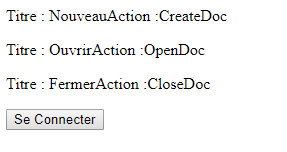 Titre : NouveauAction :CreateDoc
Titre : OuvrirAction :OpenDoc
Titre : FermerAction :CloseDoc
Se Connecter